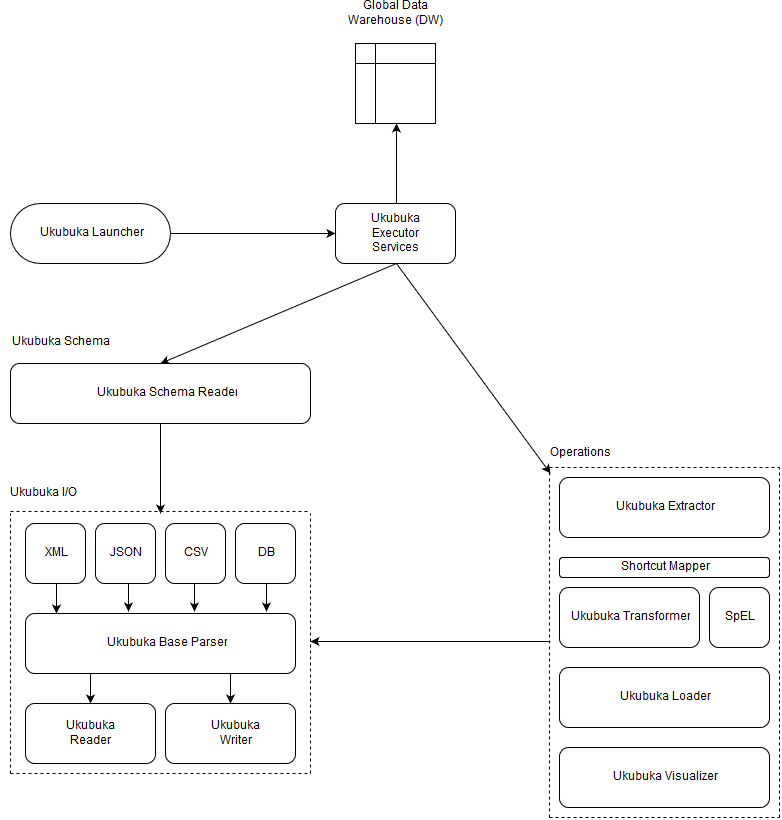 Global Data
Warehouse (DW)
Ukubuka Launcher
Ukubuka
Executor
Services
Ukubuka Schema
Ukubuka Schema Reader
Operations
Ukubuka Extractor
Shortcut Mapper
Ukubuka Transformer
SpEL
Ukubuka Loader
Ukubuka Visualizer
Ukubuka I/O
XML
JSON
CSV
DB
Ukubuka Base Parser
Ukubuka
Reader
Ukubuka
Writer